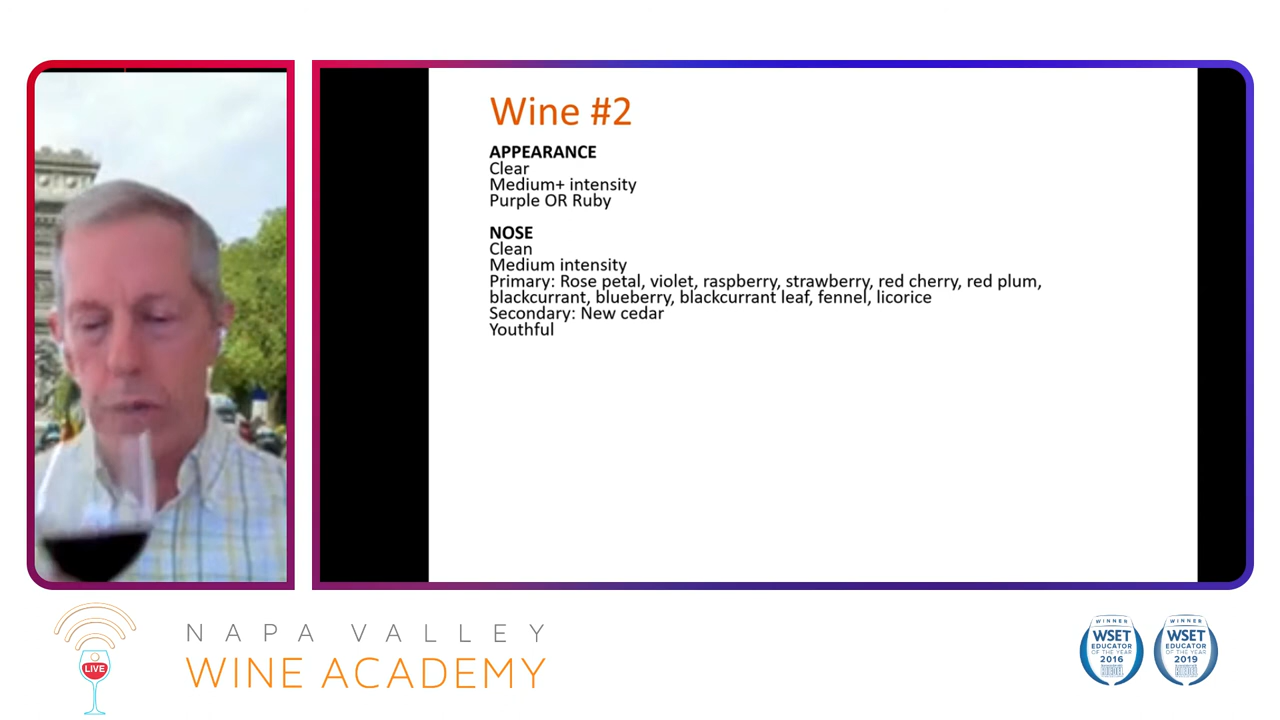 Wine #2
APPEARANCE
Clear
Medium+ intensity
Purple OR Ruby
NOSE
Clean
Medium intensity
Primary: Rose petal, violet, raspberry, strawberry, red cherry, red plum,
blackcurrant, blueberry, blackcurrant leaf, fennel, licorice
Secondary: New cedar
Youthful
LIVE
NAPA VALLEY
WINE ACADEMY
WINNER
WSET
EDUCATOR
OF THE YEAR
2016
WINNER
WSET
EDUCATOR
OF THE YEAR
2019